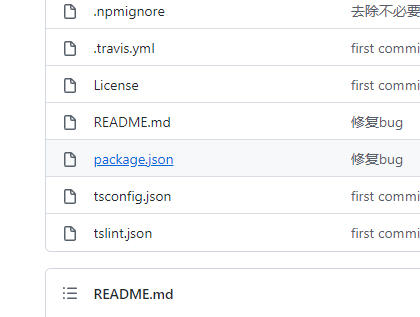 .npmignore 去除不必要
.travis.yml first commi
License first commi
README.md 修复bug
package.json 修复bug
tsconfig.json first commi
tslint.json first commi
README.md